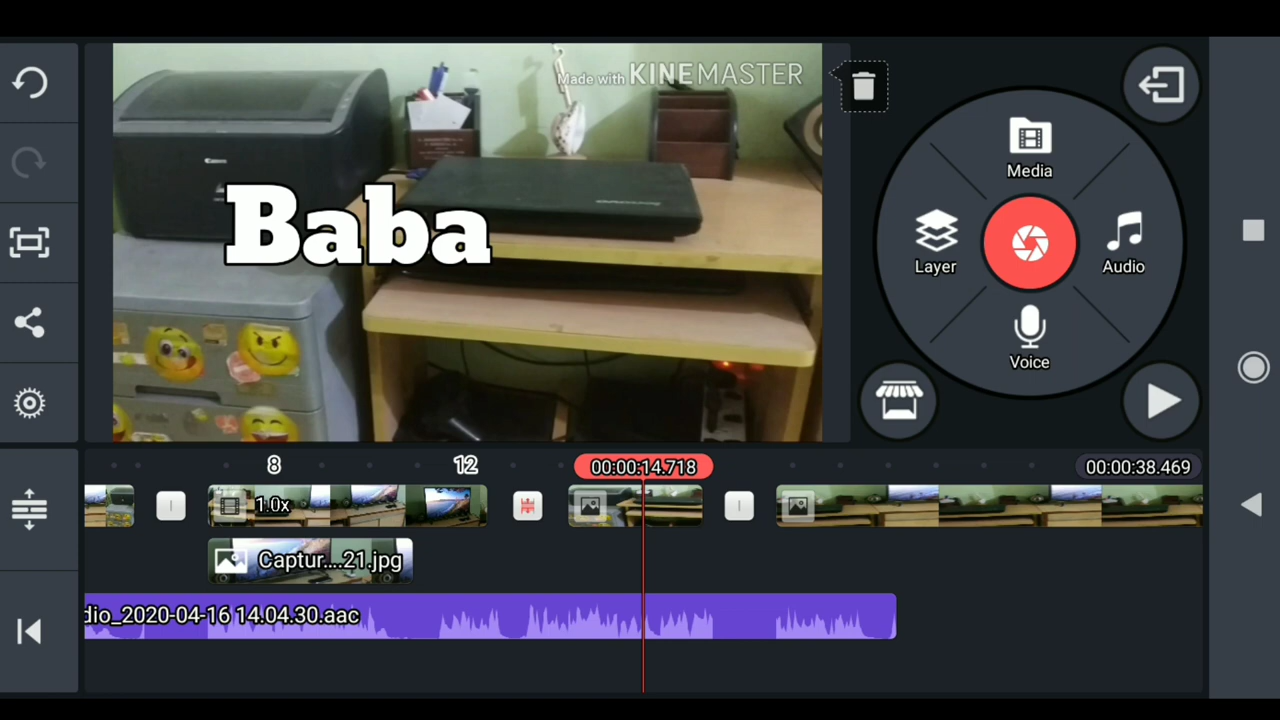 Made with KINEMASTER
Canon
Baba
Media
Layer
Audio
Voice
8
12
00:00:14.718
00:00:38.469
1.0x
Captur....21.jpg
dio_2020-04-16 14.04.30.aac